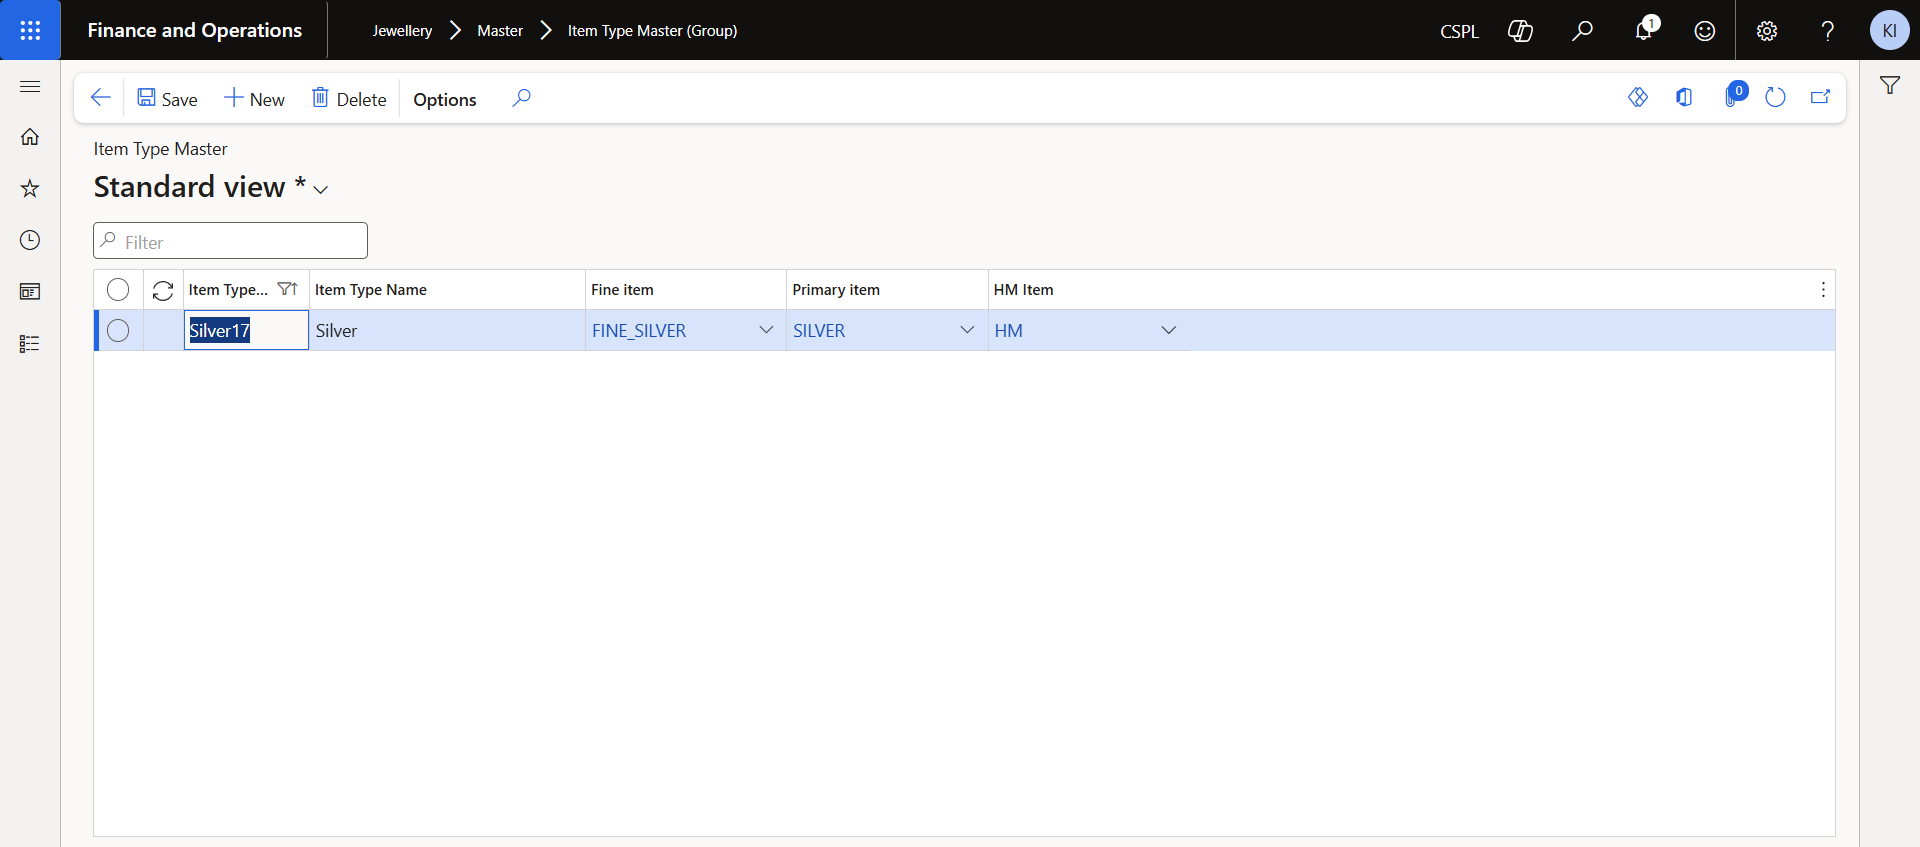 Finance and Operations
Jewellery > Master > Item Type Master (Group)
CSPL
1
?
KI
Save
New
Delete
Options
0
Item Type Master
Standard view *
Filter
Item Type... Item Type Name Fine item Primary item HM Item
Silver17 Silver FINE_SILVER SILVER HM